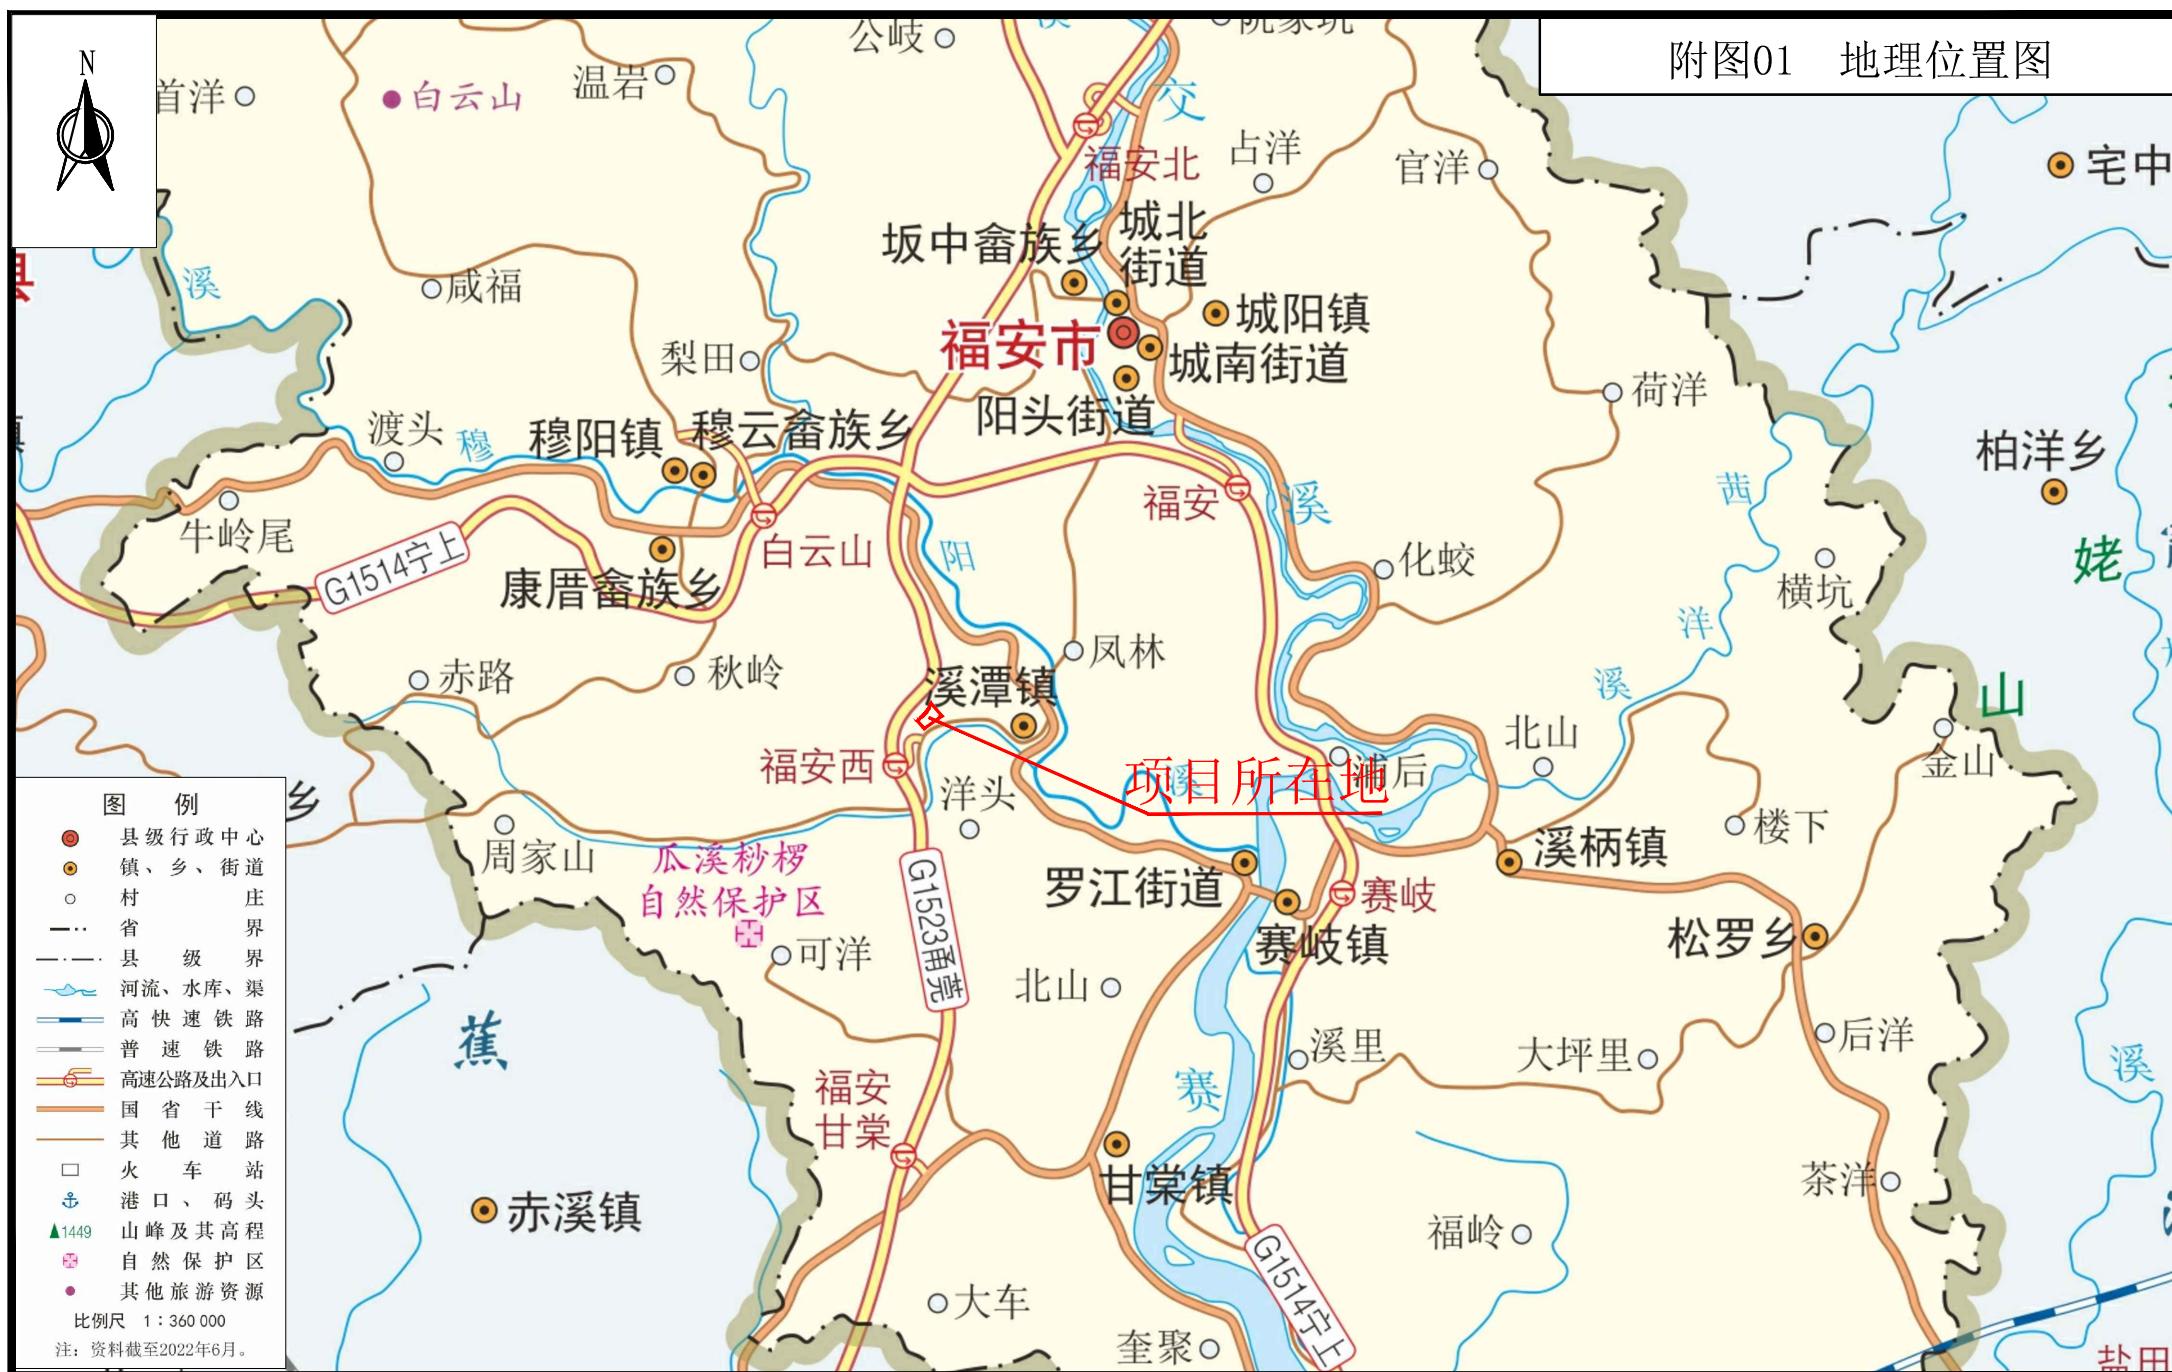 附图01 地理位置图
N
公岐
溪
首洋
白云山
温岩
交
福安北
占洋
官洋
宅中
城北
街道
坂中畲族乡
溪
咸福
县
城阳镇
福安市
城南街道
梨田
荷洋
阳头街道
渡头
穆
穆阳镇
穆云畲族乡
柏洋乡
茜
福安
溪
牛岭尾
G1514宁上
白云山
阳
化蛟
姥
康厝畲族乡
横坑
洋
凤林
赤路
秋岭
溪潭镇
溪
山
北山
金山
福安西
项目所在地
溪
浦后
洋头
乡
周家山
瓜溪桫椤
自然保护区
楼下
溪柄镇
罗江街道
赛岐
G1523甬莞
赛岐镇
松罗乡
可洋
北山
蕉
溪里
大坪里
后洋
溪
福安
甘棠
赛
甘棠镇
茶洋
赤溪镇
福岭
G1514宁上
大车
奎聚
盐田
图 例
县级行政中心
镇、乡、街道
村 庄
省 界
县 级 界
河流、水库、渠
高快速铁路
普速铁路
高速公路及出入口
国省干线
其他道路
火车站
港口、码头
1449 山峰及其高程
自然保护区
其他旅游资源
比例尺 1:360 000
注：资料截至2022年6月。